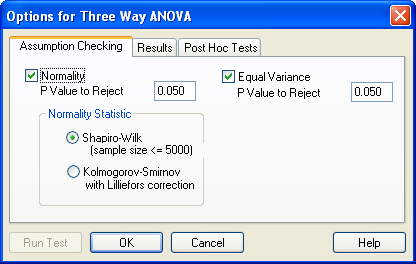 Options for Three Way ANOVA
Assumption Checking
Results
Post Hoc Tests
Normality
P Value to Reject
0.050
Equal Variance
P Value to Reject
0.050
Normality Statistic
Shapiro-Wilk
(sample size <= 5000)
Kolmogorov-Smirnov
with Lilliefors correction
Run Test
OK
Cancel
Help